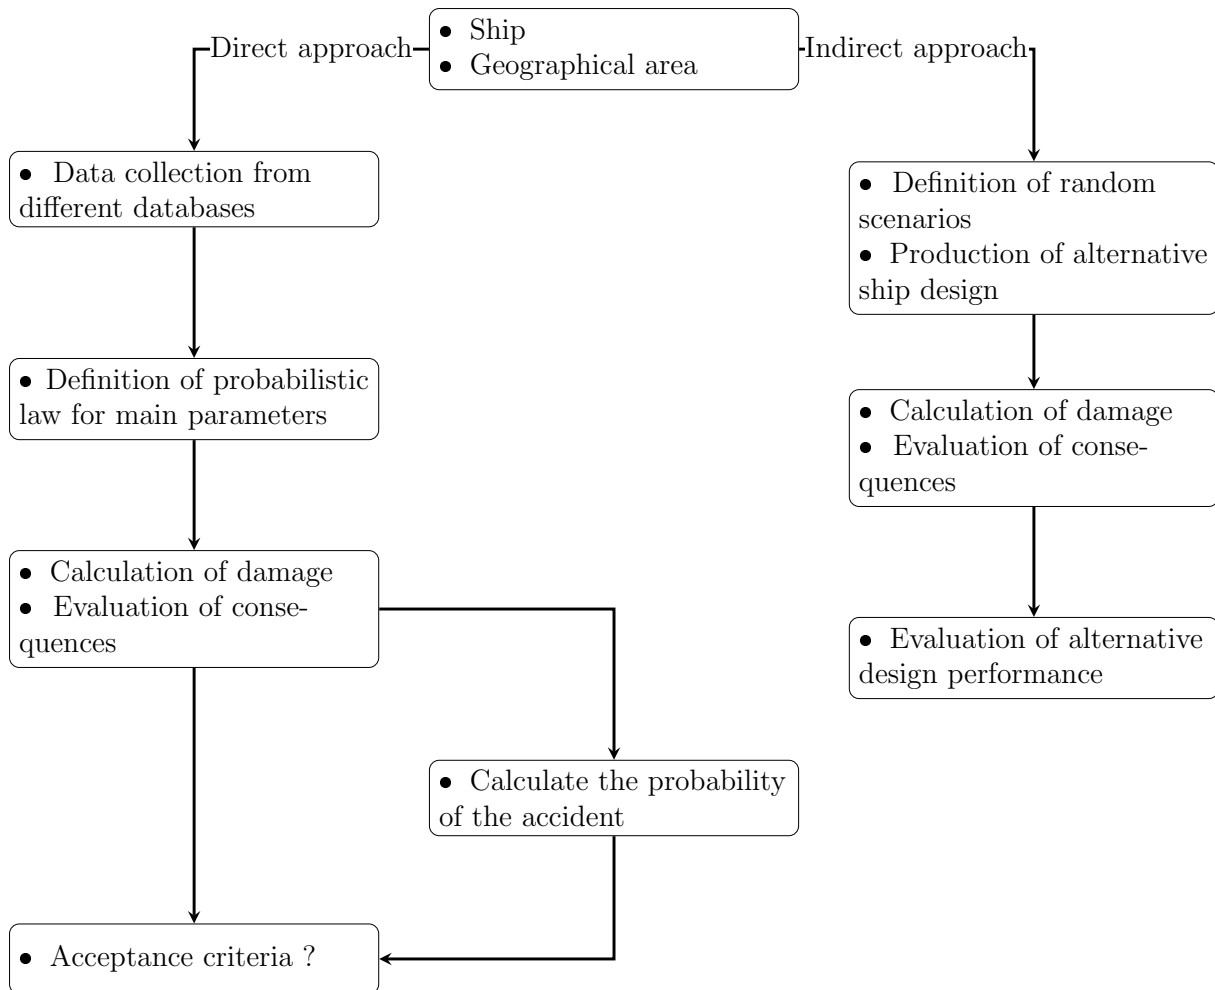 ● Ship
● Geographical area
Direct approach
Indirect approach
● Data collection from
different databases
● Definition of random
scenarios
● Production of alternative
ship design
● Definition of probabilistic
law for main parameters
● Calculation of damage
● Evaluation of conse-
quences
● Calculation of damage
● Evaluation of conse-
quences
● Evaluation of alternative
design performance
● Calculate the probability
of the accident
● Acceptance criteria ?